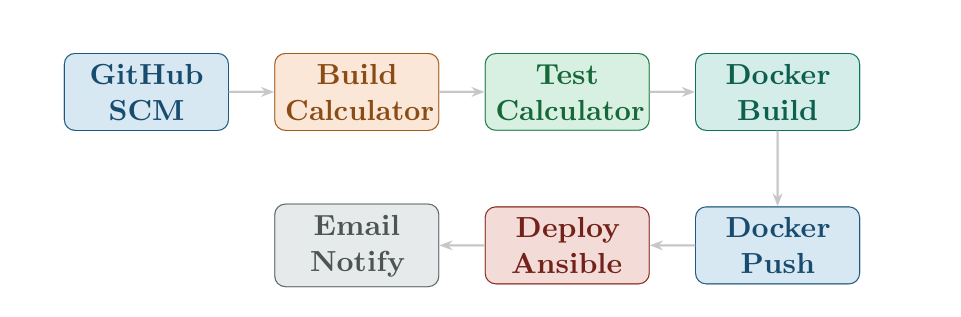 GitHub
SCM
Build
Calculator
Test
Calculator
Docker
Build
Email
Notify
Deploy
Ansible
Docker
Push